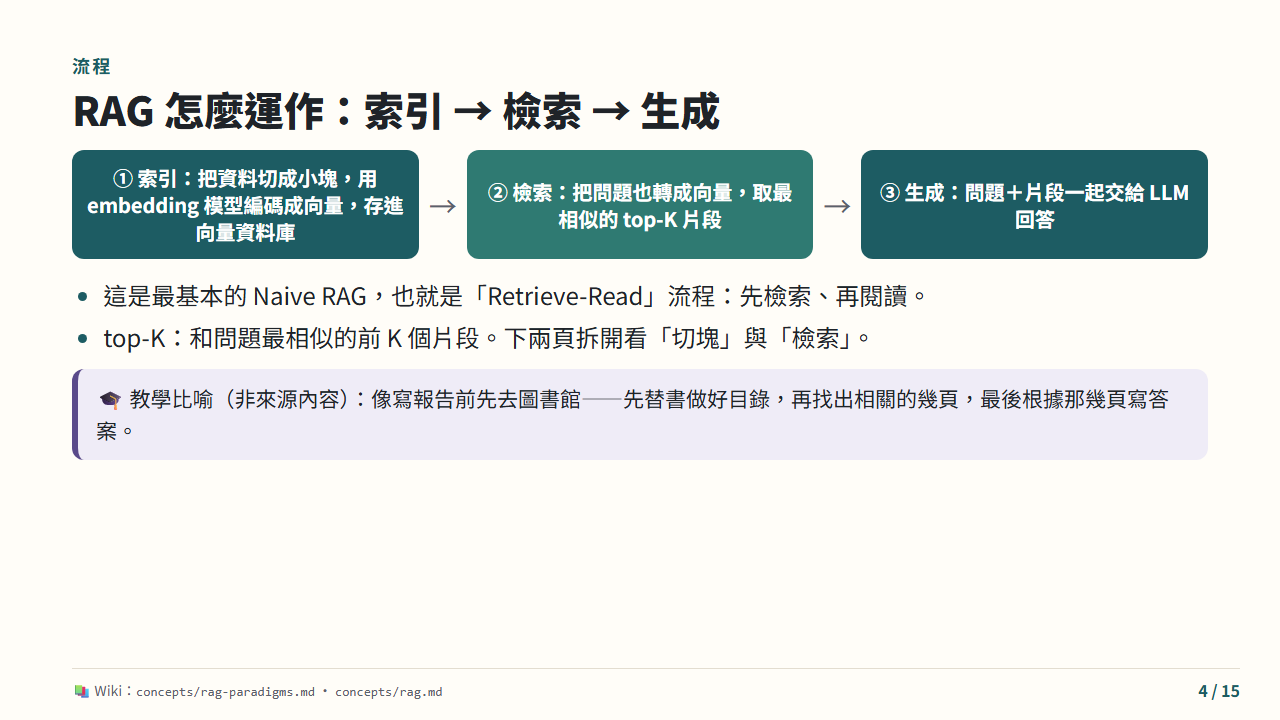 流程
RAG 怎麼運作：索引 → 檢索 → 生成
① 索引：把資料切成小塊，用
embedding 模型編碼成向量，存進
向量資料庫
→
② 檢索：把問題也轉成向量，取最
相似的 top-K 片段
→
③ 生成：問題＋片段一起交給 LLM
回答
• 這是最基本的 Naive RAG，也就是「Retrieve-Read」流程：先檢索、再閱讀。
• top-K：和問題最相似的前 K 個片段。下兩頁拆開看「切塊」與「檢索」。
🎓 教學比喻（非來源內容）：像寫報告前先去圖書館——先替書做好目錄，再找出相關的幾頁，最後根據那幾頁寫答
案。
📚 Wiki：concepts/rag-paradigms.md · concepts/rag.md
4 / 15